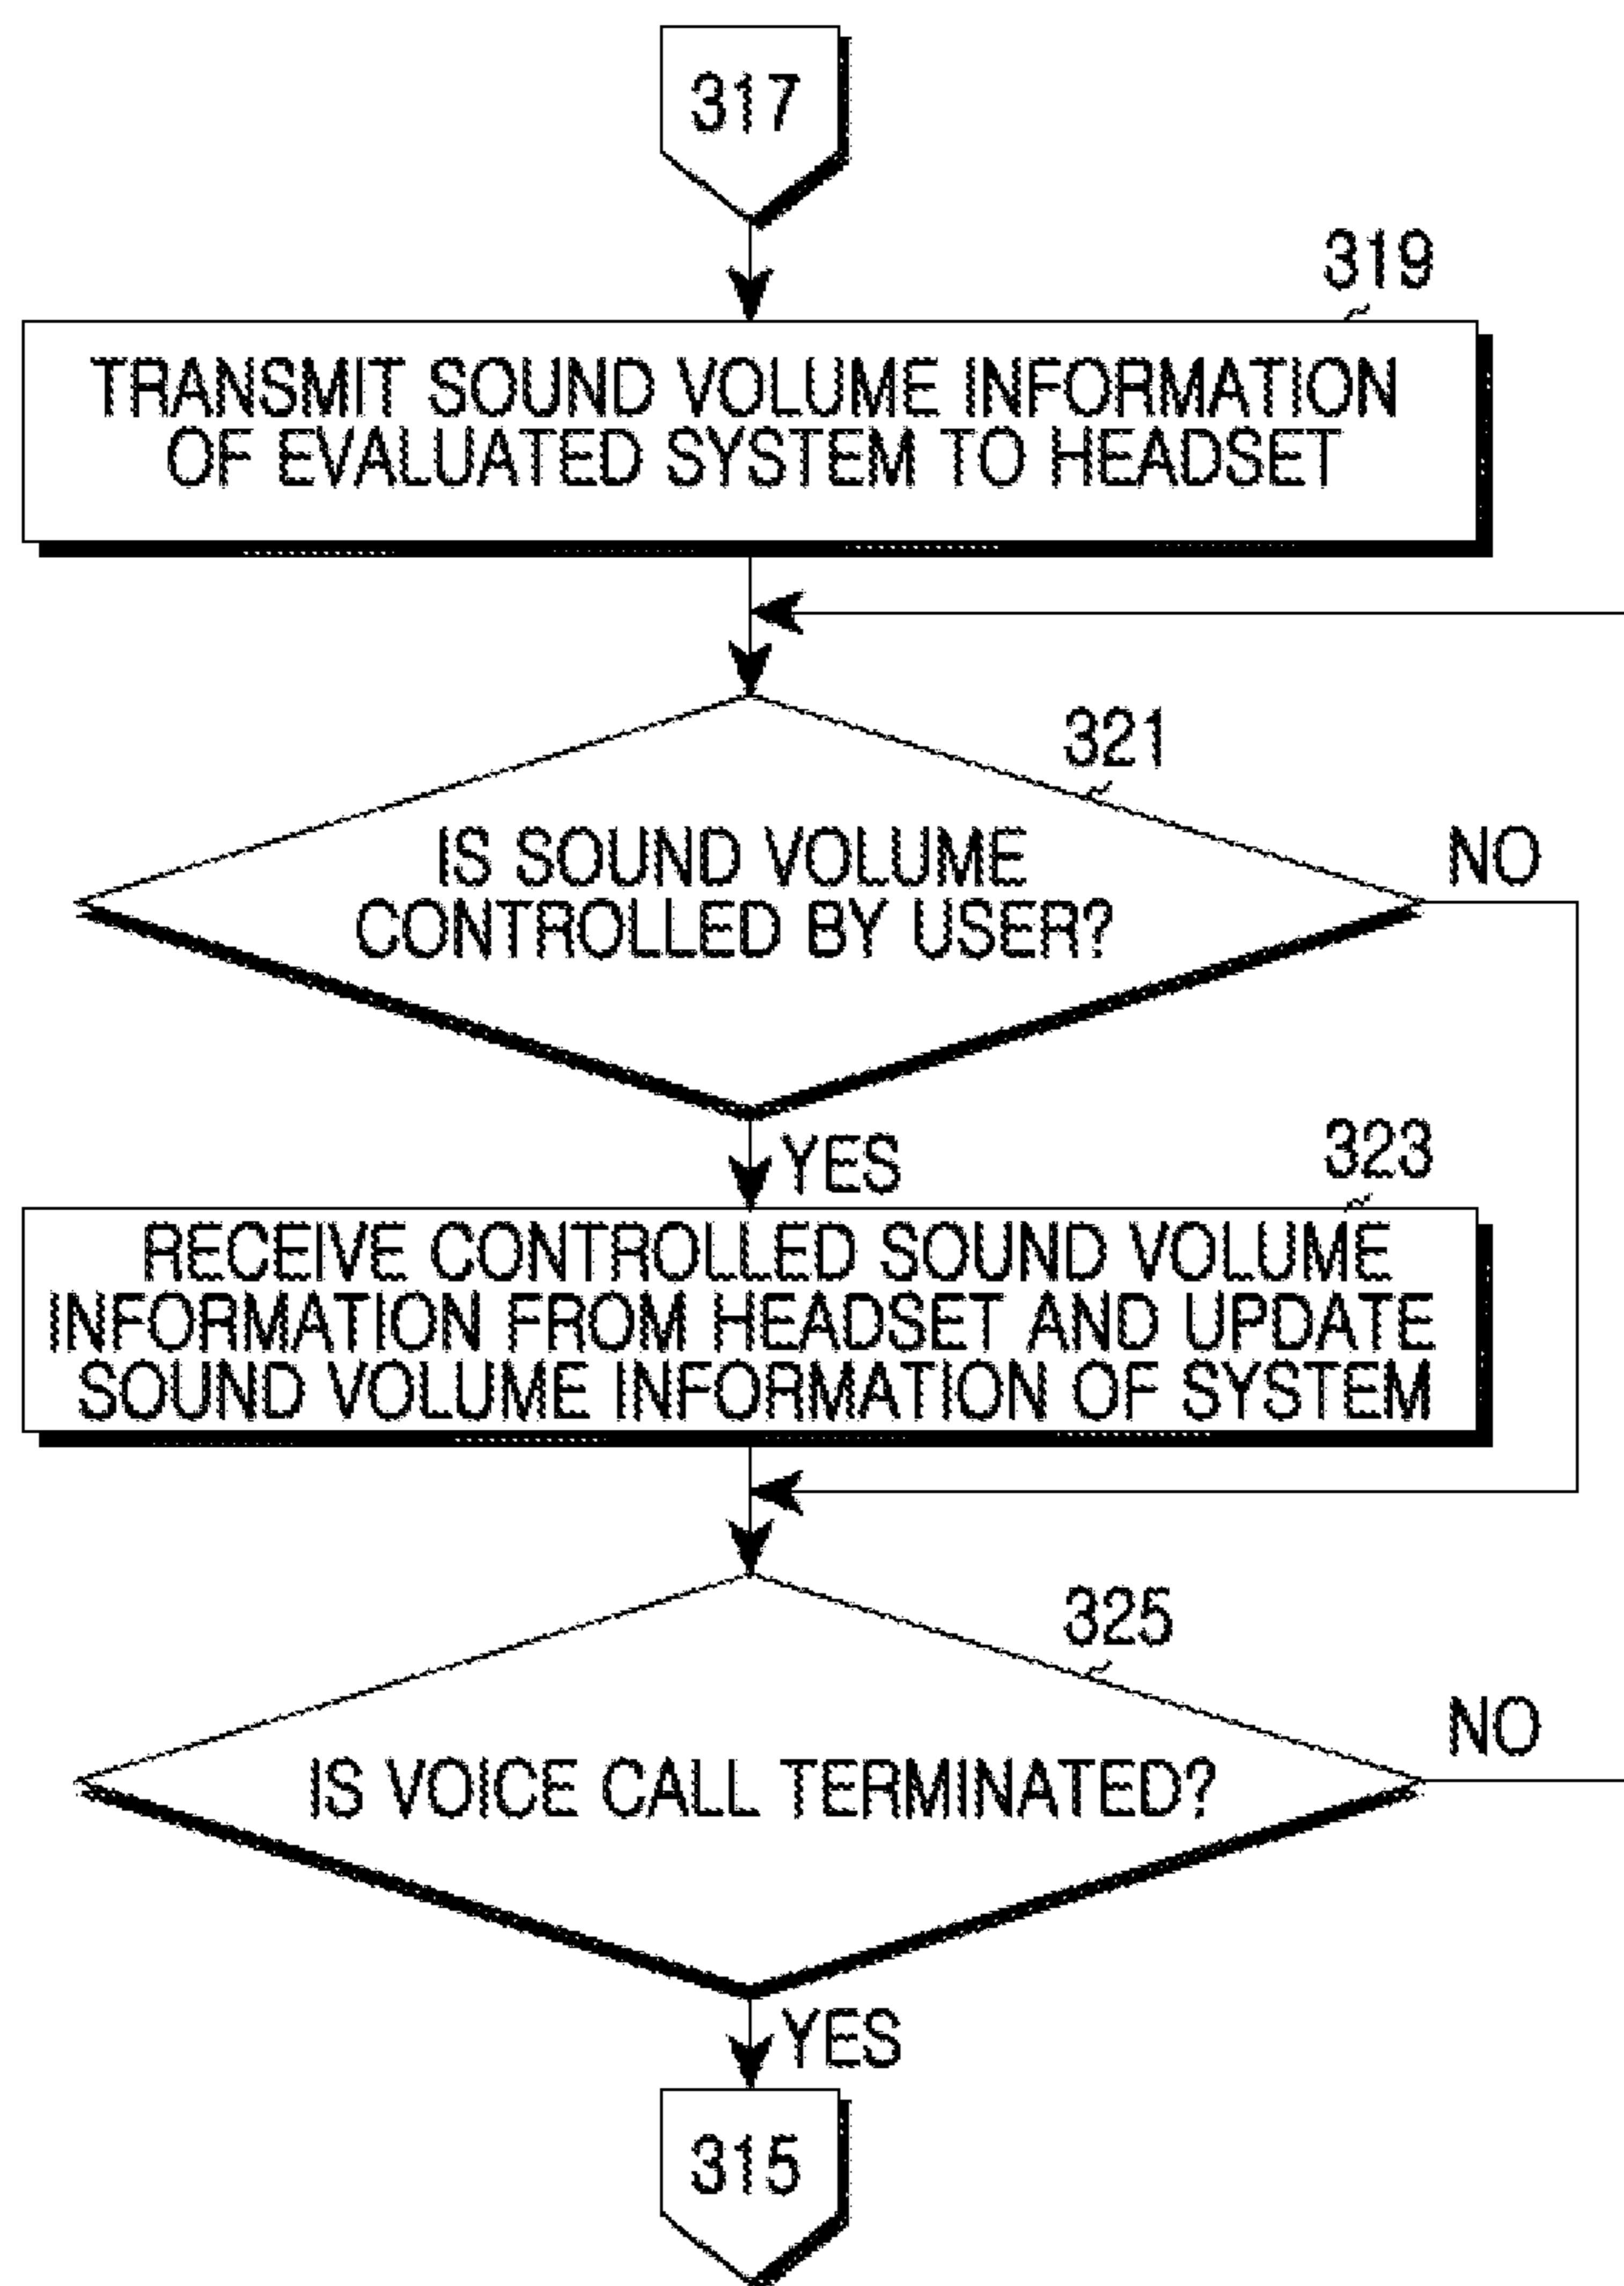 317
319
TRANSMIT SOUND VOLUME INFORMATION
OF EVALUATED SYSTEM TO HEADSET
321
IS SOUND VOLUME
CONTROLLED BY USER?
NO
YES
323
RECEIVE CONTROLLED SOUND VOLUME
INFORMATION FROM HEADSET AND UPDATE
SOUND VOLUME INFORMATION OF SYSTEM
325
IS VOICE CALL TERMINATED?
NO
YES
315